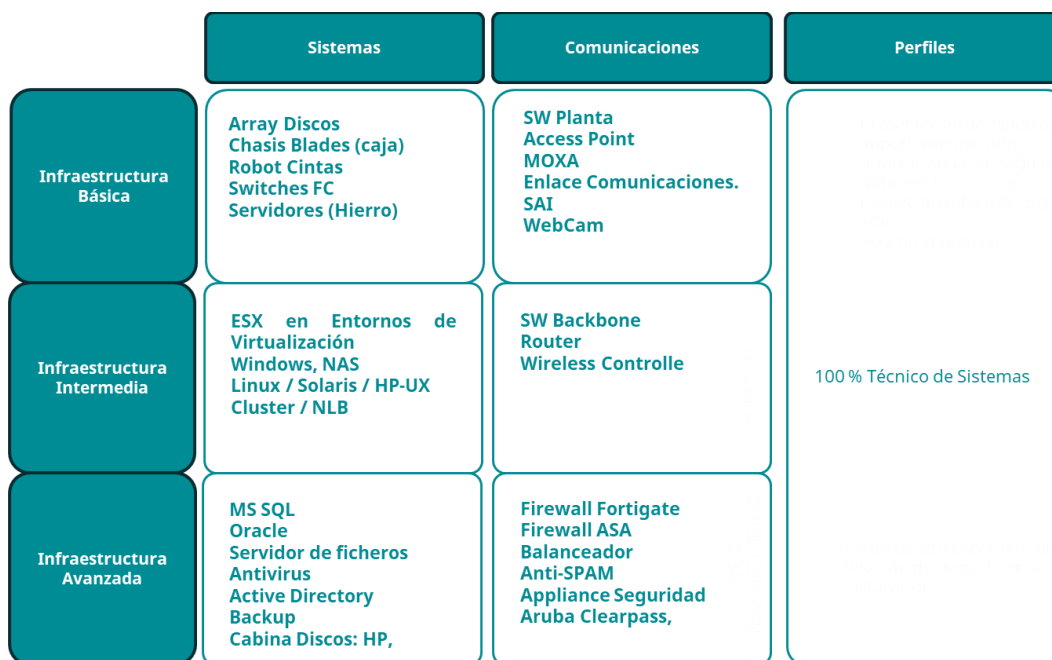 Sistemas
Comunicaciones
Perfiles
Infraestructura
Básica
Array Discos
Chasis Blades (caja)
Robot Cintas
Switches FC
Servidores (Hierro)
SW Planta
Access Point
MOXA
Enlace Comunicaciones.
SAI
WebCam
Infraestructura
Intermedia
ESX en Entornos de
Virtualización
Windows, NAS
Linux / Solaris / HP-UX
Cluster / NLB
SW Backbone
Router
Wireless Controlle
100 % Técnico de Sistemas
Infraestructura
Avanzada
MS SQL
Oracle
Servidor de ficheros
Antivirus
Active Directory
Backup
Cabina Discos: HP,
Firewall Fortigate
Firewall ASA
Balanceador
Anti-SPAM
Appliance Seguridad
Aruba Clearpass,